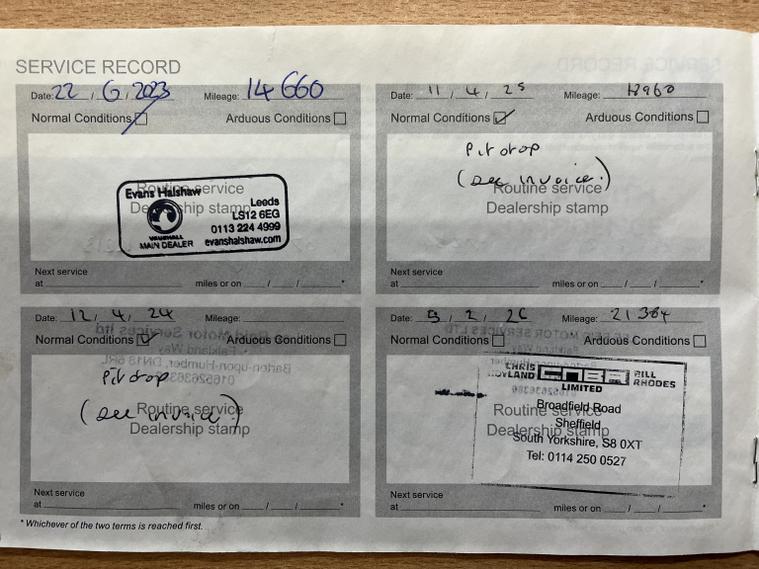 SERVICE RECORD
Date: 22 / 6 / 2023 Mileage: 14660
Normal Conditions Arduous Conditions
Routine service
Dealership stamp
Evans Halshaw
VAUXHALL
MAIN DEALER
Leeds
LS12 6EG
0113 224 4999
evanshalshaw.com
Next service
at miles or on / / *
Date: 11 / 4 / 25 Mileage:
Normal Conditions Arduous Conditions
Pit drop
(see invoice.)
Routine service
Dealership stamp
Next service
at miles or on / / *
Date: 12 / 4 / 24 Mileage:
Normal Conditions Arduous Conditions
Pit drop
(see invoice.)
Routine service
Dealership stamp
Next service
at miles or on / / *
Date: 5 / 2 / 26 Mileage: 21384
Normal Conditions Arduous Conditions
CHRIS HOYLAND BILL RHODES
LIMITED
Routine service
Dealership stamp
Broadfield Road
Sheffield
South Yorkshire, S8 0XT
Tel: 0114 250 0527
Next service
at miles or on / / *
* Whichever of the two terms is reached first.